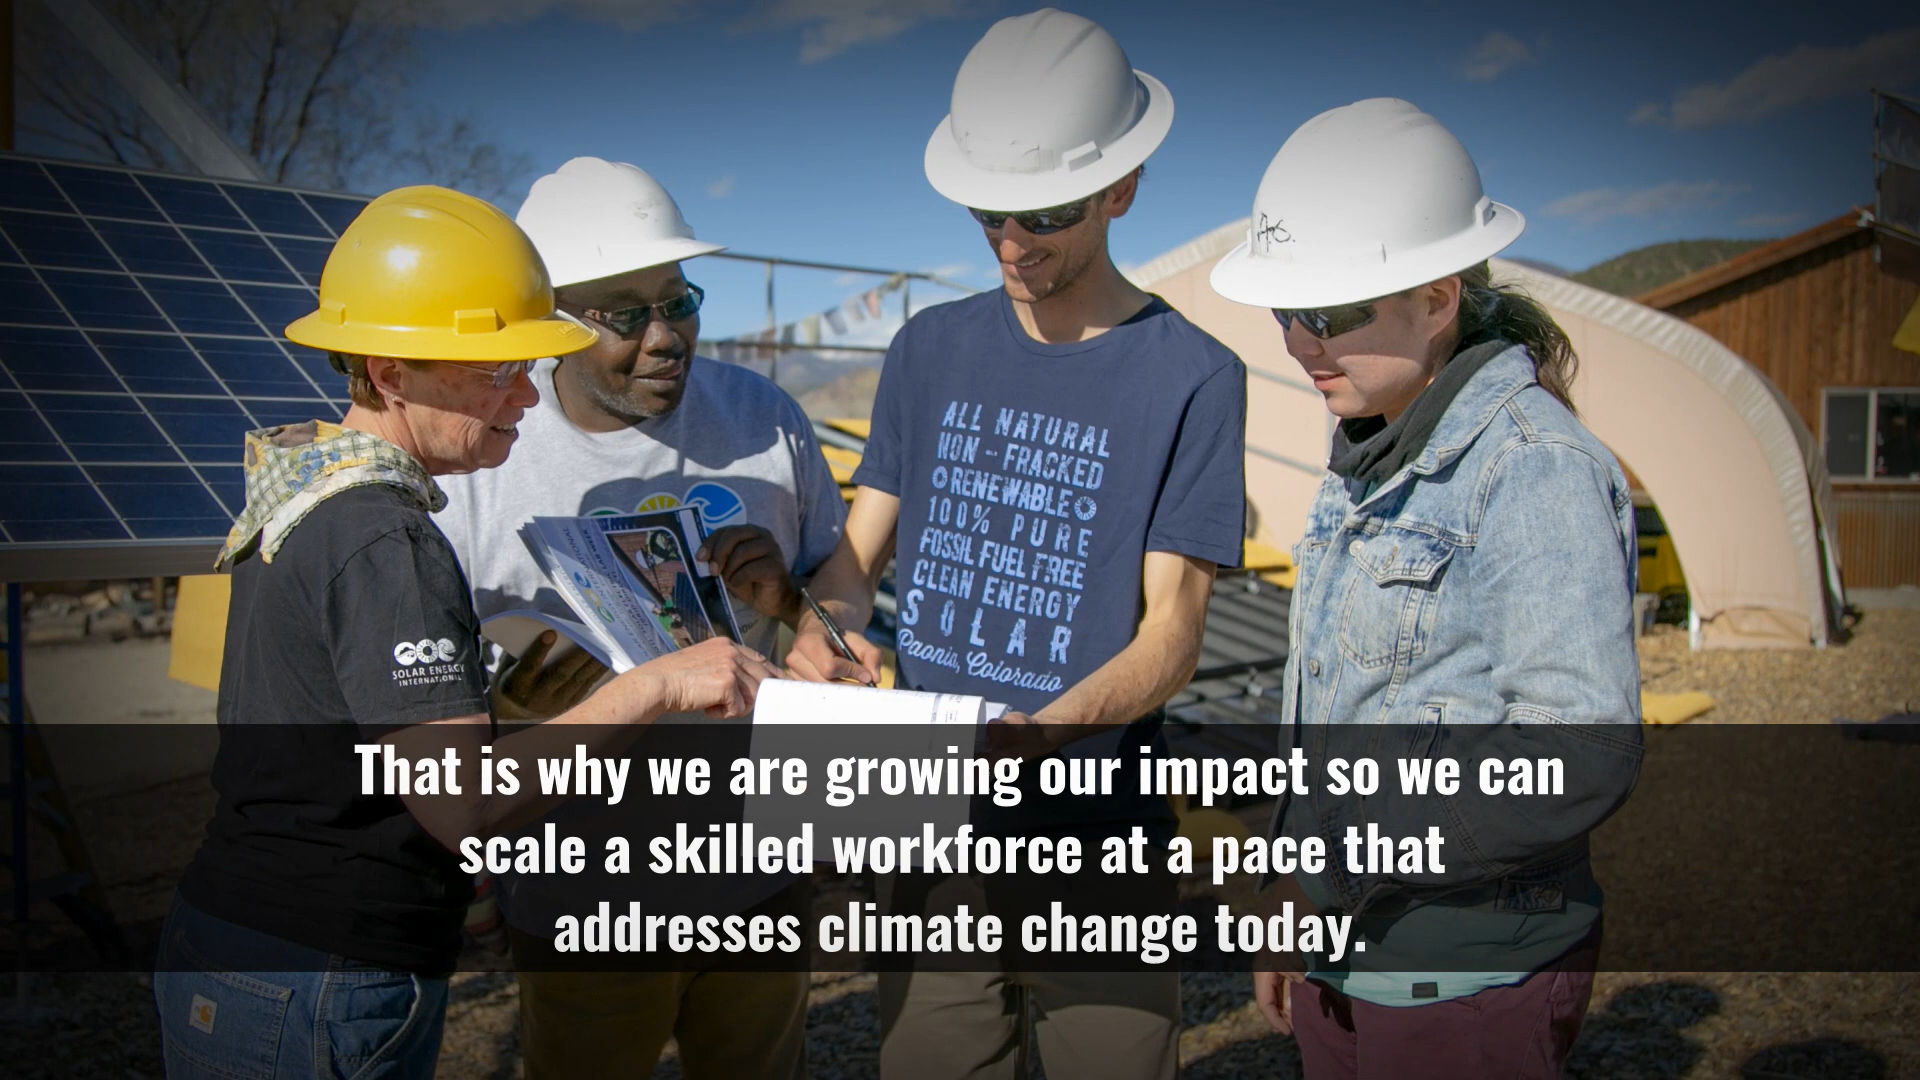 A.S.
ALL NATURAL
NON - FRACKED
RENEWABLE
100% PURE
FOSSIL FUEL FREE
CLEAN ENERGY
SOLAR
Paonia, Colorado
SOLAR ENERGY
INTERNATIONAL
That is why we are growing our impact so we can
scale a skilled workforce at a pace that
addresses climate change today.